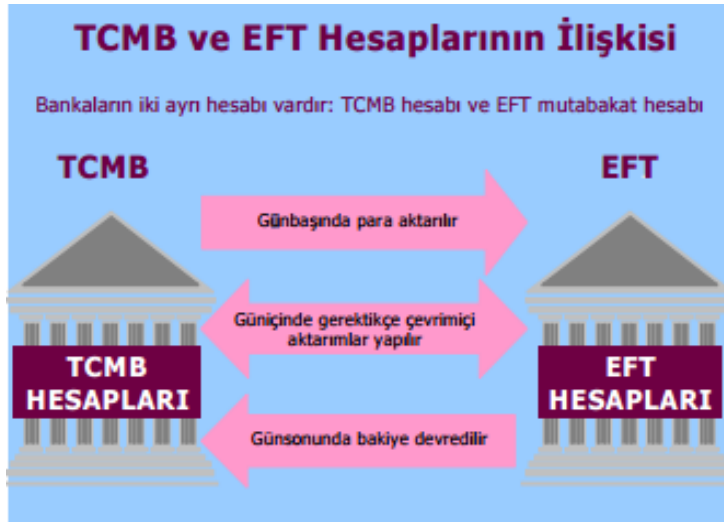 TCMB ve EFT Hesaplarının İlişkisi
Bankaların iki ayrı hesabı vardır: TCMB hesabı ve EFT mutabakat hesabı
TCMB
EFT
Günbaşında para aktarılır
Güniçinde gerektikçe çevrimiçi
aktarımlar yapılır
TCMB
HESAPLARI
EFT
HESAPLARI
Günsonunda bakiye devredilir